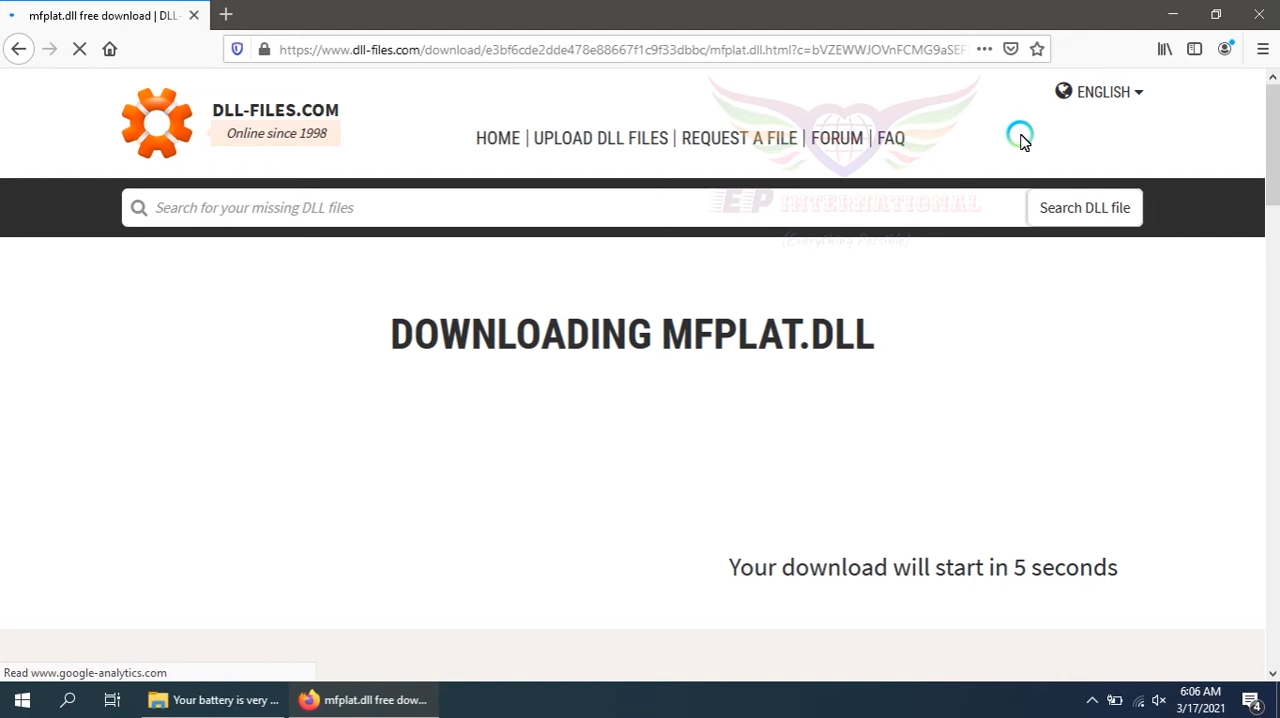 mfplat.dll free download | DLL-
https://www.dll-files.com/download/e3bf6cde2dde478e88667f1c9f33dbbc/mfplat.dll.html?c=bVZEWWJOVnFCMG9aSEF
DLL-FILES.COM
Online since 1998
ENGLISH
HOME | UPLOAD DLL FILES | REQUEST A FILE | FORUM | FAQ
Search for your missing DLL files
Search DLL file
EP INTERNATIONAL
(Everything Possible)
DOWNLOADING MFPLAT.DLL
Your download will start in 5 seconds
Read www.google-analytics.com
Your battery is very ...
mfplat.dll free dow...
6:06 AM
3/17/2021
4